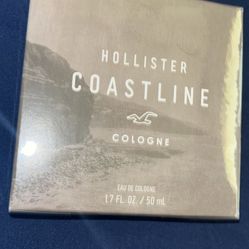 HOLLISTER
COASTLINE
COLOGNE
EAU DE COLOGNE
1.7 FL. OZ. / 50 mL